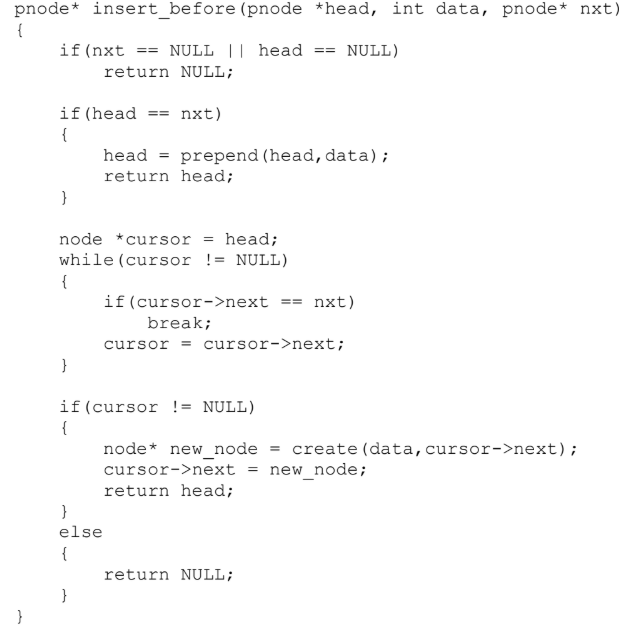 pnode* insert_before(pnode *head, int data, pnode* nxt)
{
    if(nxt == NULL || head == NULL)
        return NULL;

    if(head == nxt)
    {
        head = prepend(head,data);
        return head;
    }

    node *cursor = head;
    while(cursor != NULL)
    {
        if(cursor->next == nxt)
            break;
        cursor = cursor->next;
    }

    if(cursor != NULL)
    {
        node* new_node = create(data,cursor->next);
        cursor->next = new_node;
        return head;
    }
    else
    {
        return NULL;
    }
}